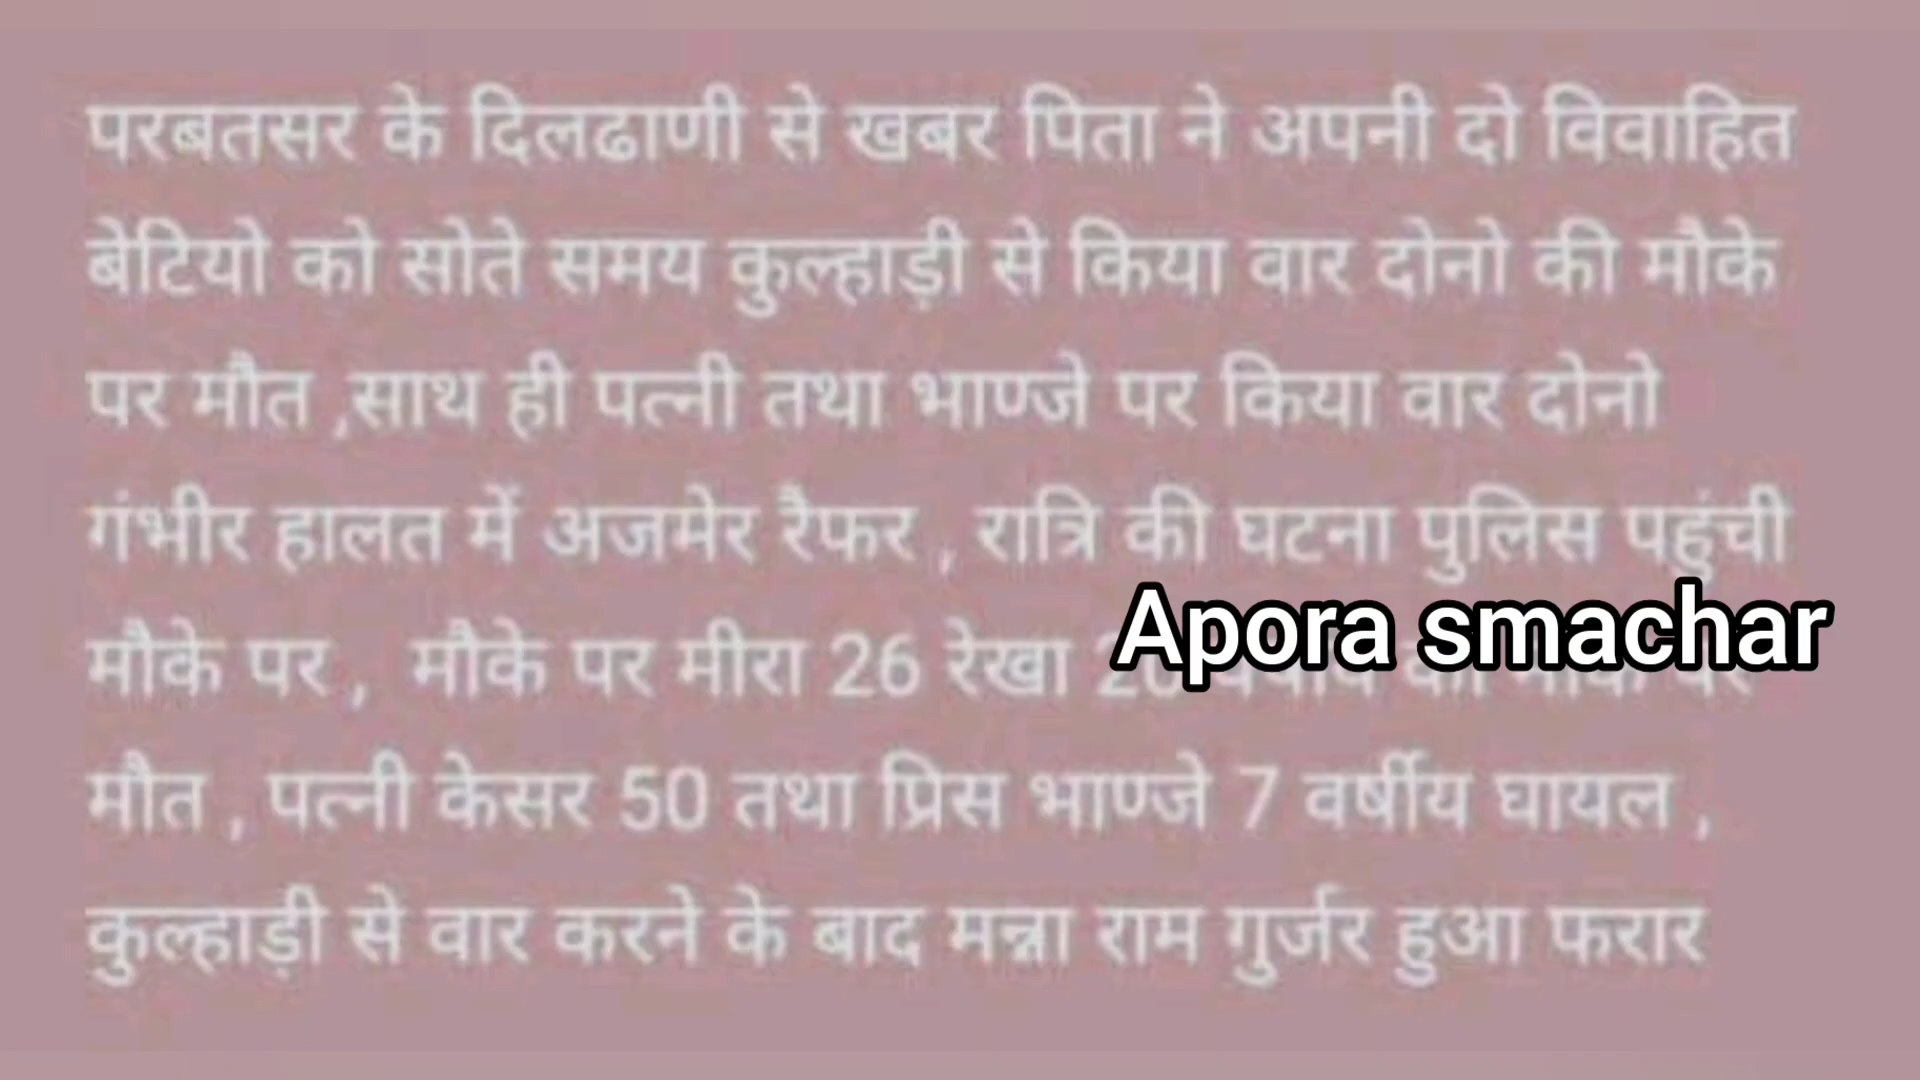 परबतसर के दिलढाणी से खबर पिता ने अपनी दो विवाहित
बेटियो को सोते समय कुल्हाड़ी से किया वार दोनो की मौके
पर मौत ,साथ ही पत्नी तथा भाण्जे पर किया वार दोनो
गंभीर हालत में अजमेर रैफर , रात्रि की घटना पुलिस पहुंची
मौके पर , मौके पर मीरा 26 रेखा
Apora smachar
मौत , पत्नी केसर 50 तथा प्रिस भाण्जे 7 वर्षीय घायल ,
कुल्हाड़ी से वार करने के बाद मन्ना राम गुर्जर हुआ फरार